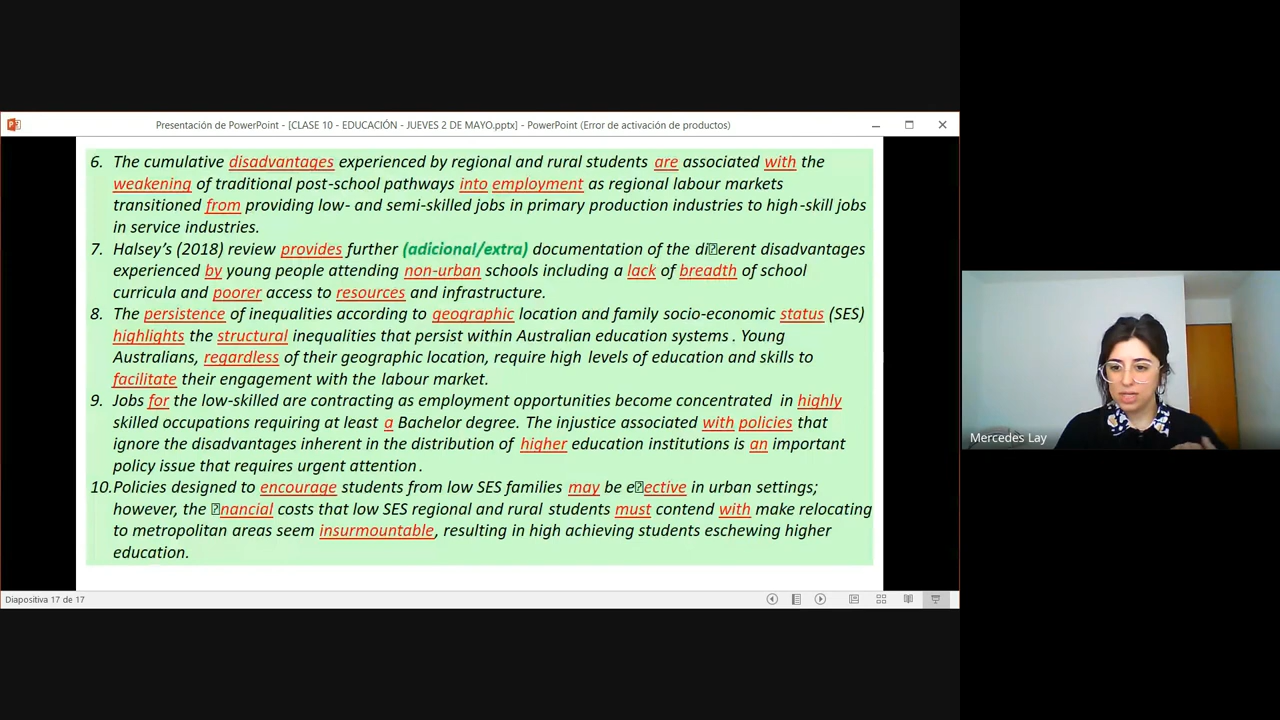 Presentación de PowerPoint - [CLASE 10 - EDUCACIÓN - JUEVES 2 DE MAYO.pptx] - PowerPoint (Error de activación de productos)
6. The cumulative disadvantages experienced by regional and rural students are associated with the
weakening of traditional post-school pathways into employment as regional labour markets
transitioned from providing low- and semi-skilled jobs in primary production industries to high-skill jobs
in service industries.
7. Halsey's (2018) review provides further (adicional/extra) documentation of the di�erent disadvantages
experienced by young people attending non-urban schools including a lack of breadth of school
curricula and poorer access to resources and infrastructure.
8. The persistence of inequalities according to geographic location and family socio-economic status (SES)
highlights the structural inequalities that persist within Australian education systems . Young
Australians, regardless of their geographic location, require high levels of education and skills to
facilitate their engagement with the labour market.
9. Jobs for the low-skilled are contracting as employment opportunities become concentrated in highly
skilled occupations requiring at least a Bachelor degree. The injustice associated with policies that
ignore the disadvantages inherent in the distribution of higher education institutions is an important
policy issue that requires urgent attention.
10.Policies designed to encourage students from low SES families may be e�ective in urban settings;
however, the �nancial costs that low SES regional and rural students must contend with make relocating
to metropolitan areas seem insurmountable, resulting in high achieving students eschewing higher
education.
Mercedes Lay
Diapositiva 17 de 17